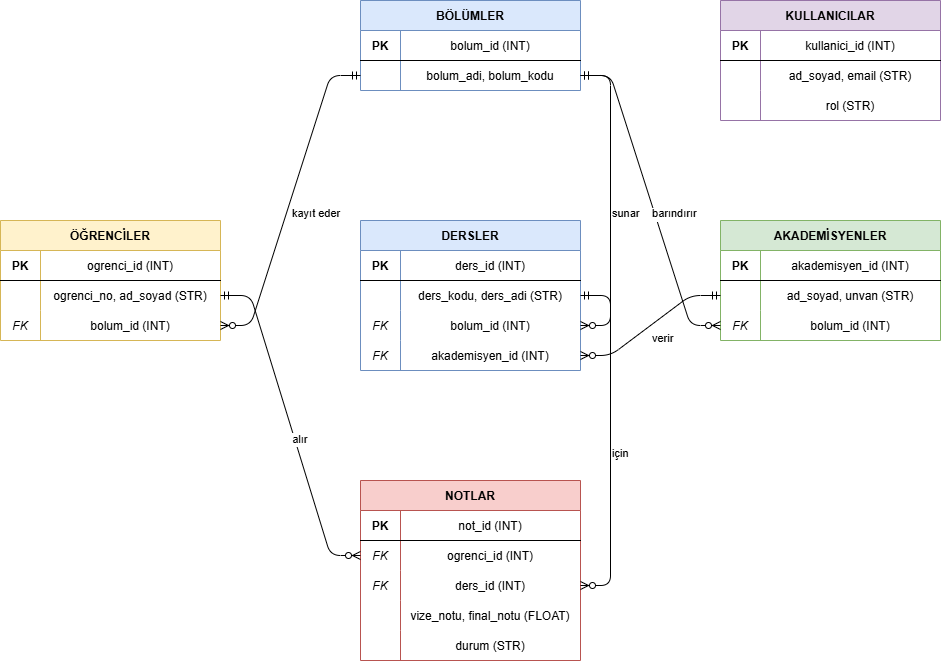 BÖLÜMLER
PK bolum_id (INT)
bolum_adi, bolum_kodu
KULLANICILAR
PK kullanici_id (INT)
ad_soyad, email (STR)
rol (STR)
kayıt eder
sunar
barındırır
ÖĞRENCİLER
PK ogrenci_id (INT)
ogrenci_no, ad_soyad (STR)
FK bolum_id (INT)
DERSLER
PK ders_id (INT)
ders_kodu, ders_adi (STR)
FK bolum_id (INT)
FK akademisyen_id (INT)
AKADEMİSYENLER
PK akademisyen_id (INT)
ad_soyad, unvan (STR)
FK bolum_id (INT)
verir
alır
için
NOTLAR
PK not_id (INT)
FK ogrenci_id (INT)
FK ders_id (INT)
vize_notu, final_notu (FLOAT)
durum (STR)